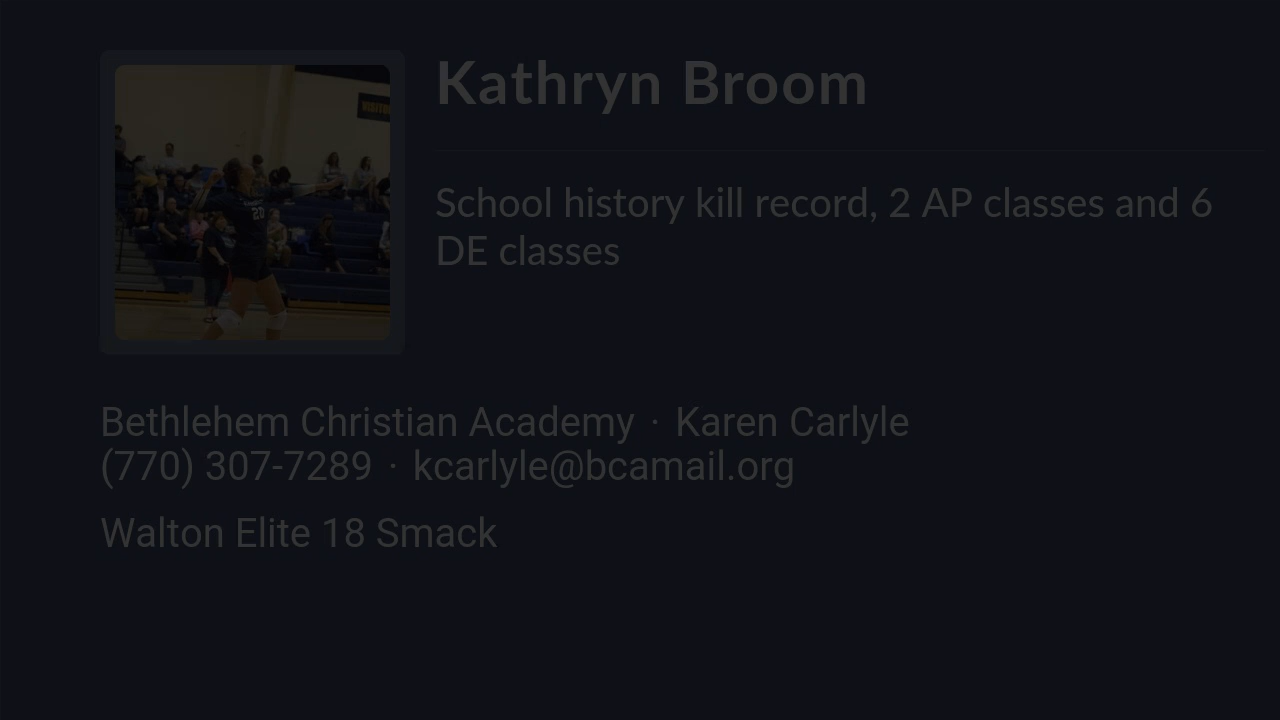 Kathryn Broom
School history kill record, 2 AP classes and 6
DE classes
20
Bethlehem Christian Academy · Karen Carlyle
(770) 307-7289 · kcarlyle@bcamail.org
Walton Elite 18 Smack